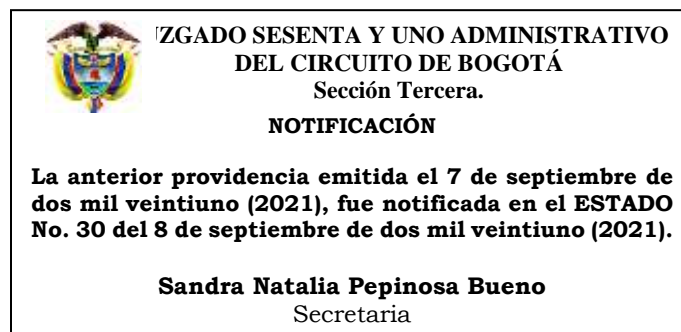 UZGADO SESENTA Y UNO ADMINISTRATIVO
DEL CIRCUITO DE BOGOTÁ
Sección Tercera.
NOTIFICACIÓN
La anterior providencia emitida el 7 de septiembre de
dos mil veintiuno (2021), fue notificada en el ESTADO
No. 30 del 8 de septiembre de dos mil veintiuno (2021).
Sandra Natalia Pepinosa Bueno
Secretaria